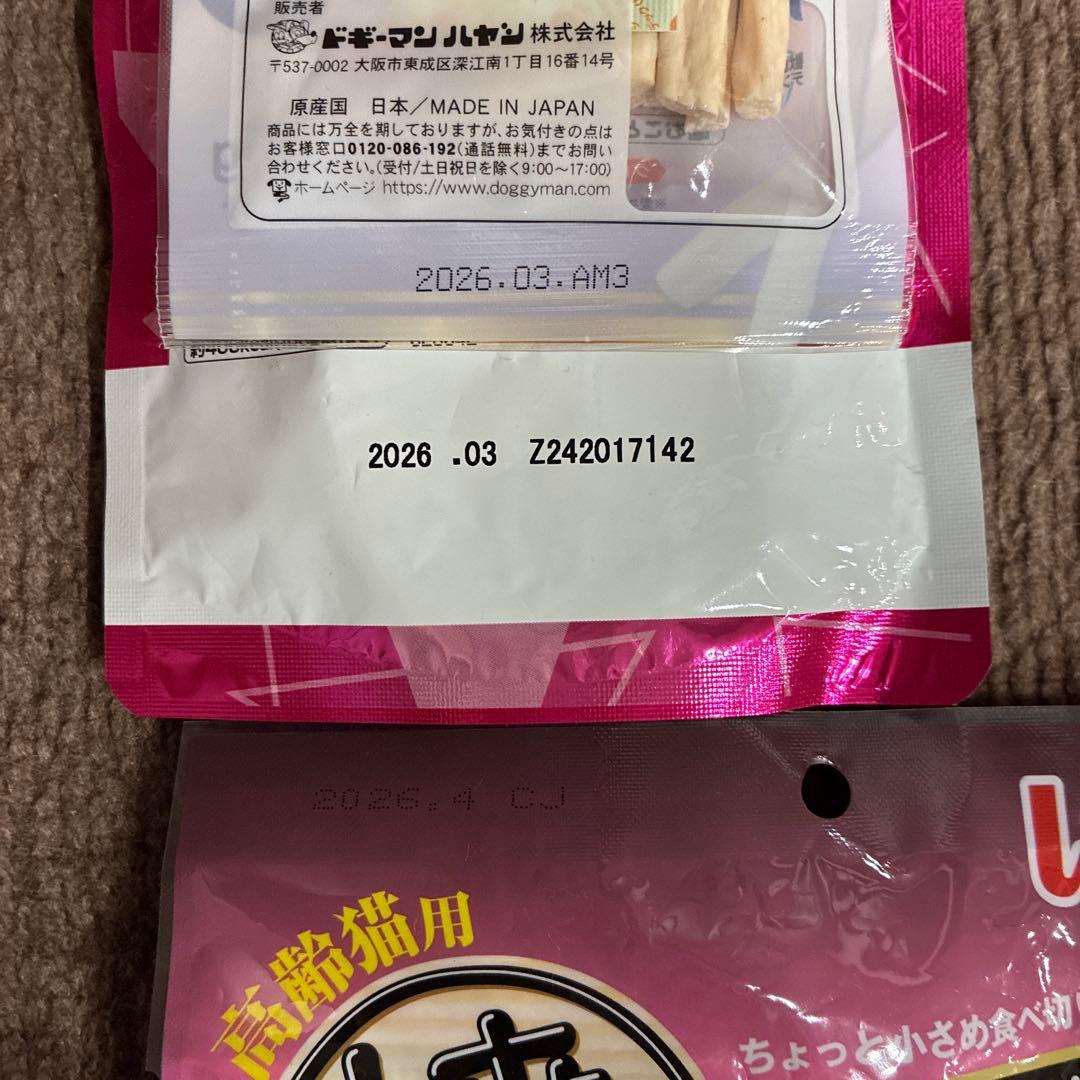 販売者
ドギーマンハヤシ株式会社
〒537-0002 大阪市東成区深江南1丁目16番14号
原産国 日本/MADE IN JAPAN
商品には万全を期しておりますが、お気付きの点は
お客様窓口0120-086-192(通話無料)までお問い
合わせください。(受付/土日祝日を除く9:00〜17:00)
ホームページ https://www.doggyman.com
2026.03.AM3
2026 .03 Z242017142
2026.4 CJ
高齢猫用
ちょっと小さめ食べ切り